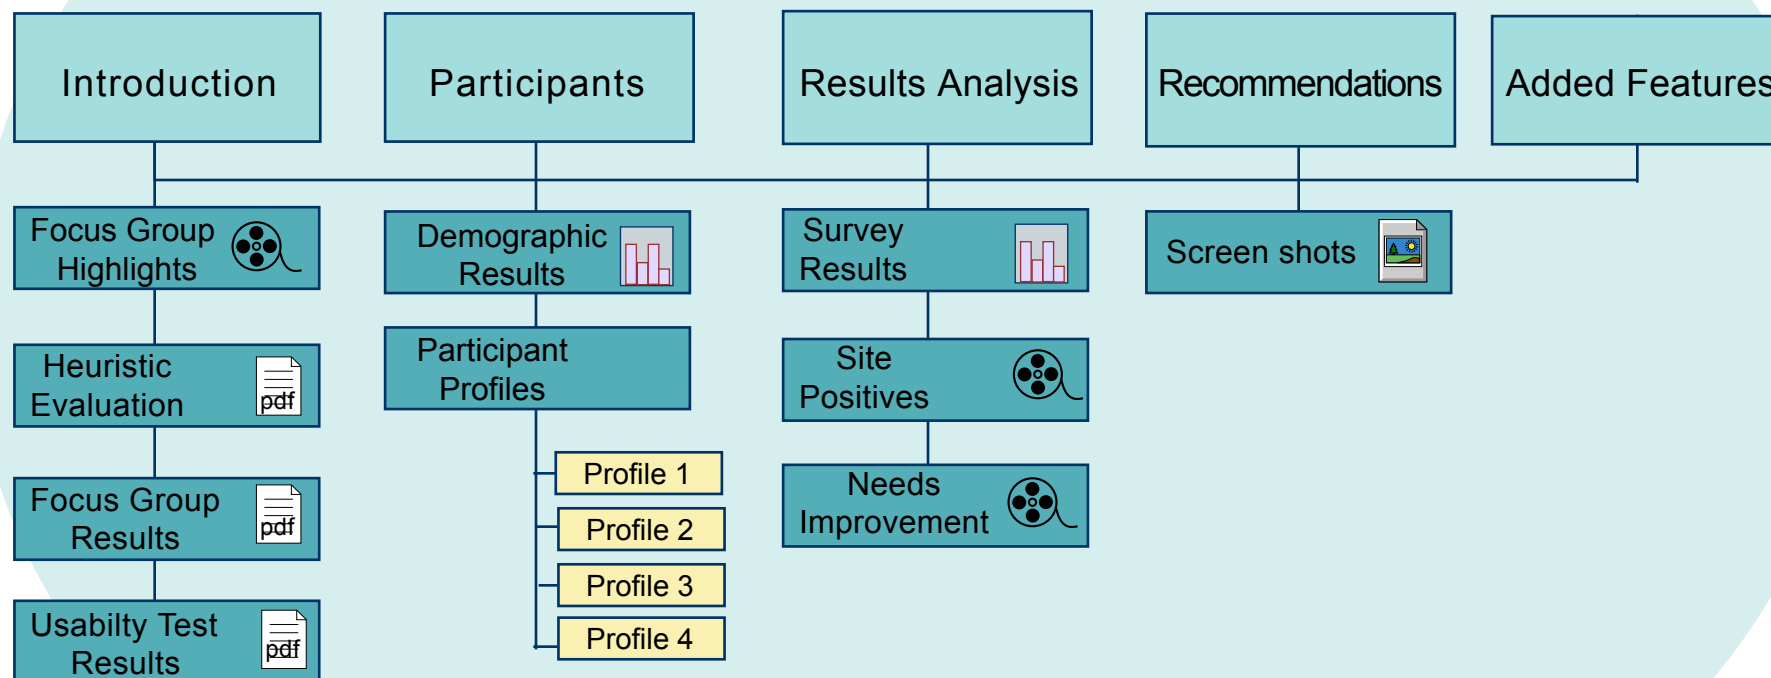 Introduction
Participants
Results Analysis
Recommendations
Added Features
Focus Group
Highlights
Heuristic
Evaluation
pdf
Focus Group
Results
pdf
Usabilty Test
Results
pdf
Demographic
Results
Participant
Profiles
Profile 1
Profile 2
Profile 3
Profile 4
Survey
Results
Site
Positives
Needs
Improvement
Screen shots